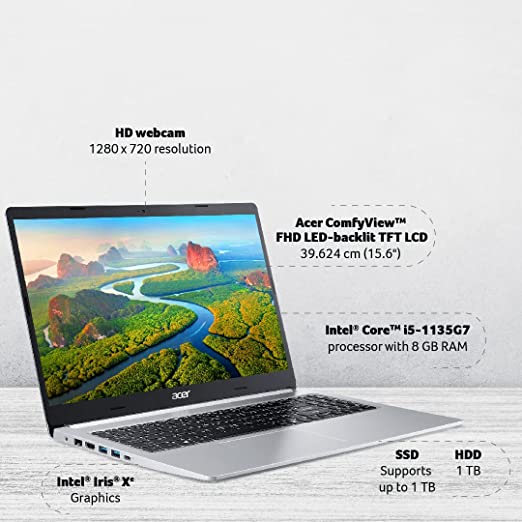 HD webcam
1280 x 720 resolution
Acer ComfyView™
FHD LED-backlit TFT LCD
39.624 cm (15.6")
Intel® Core™ i5-1135G7
processor with 8 GB RAM
acer
SSD
Supports
up to 1 TB
HDD
1 TB
Intel® Iris® Xᵉ
Graphics